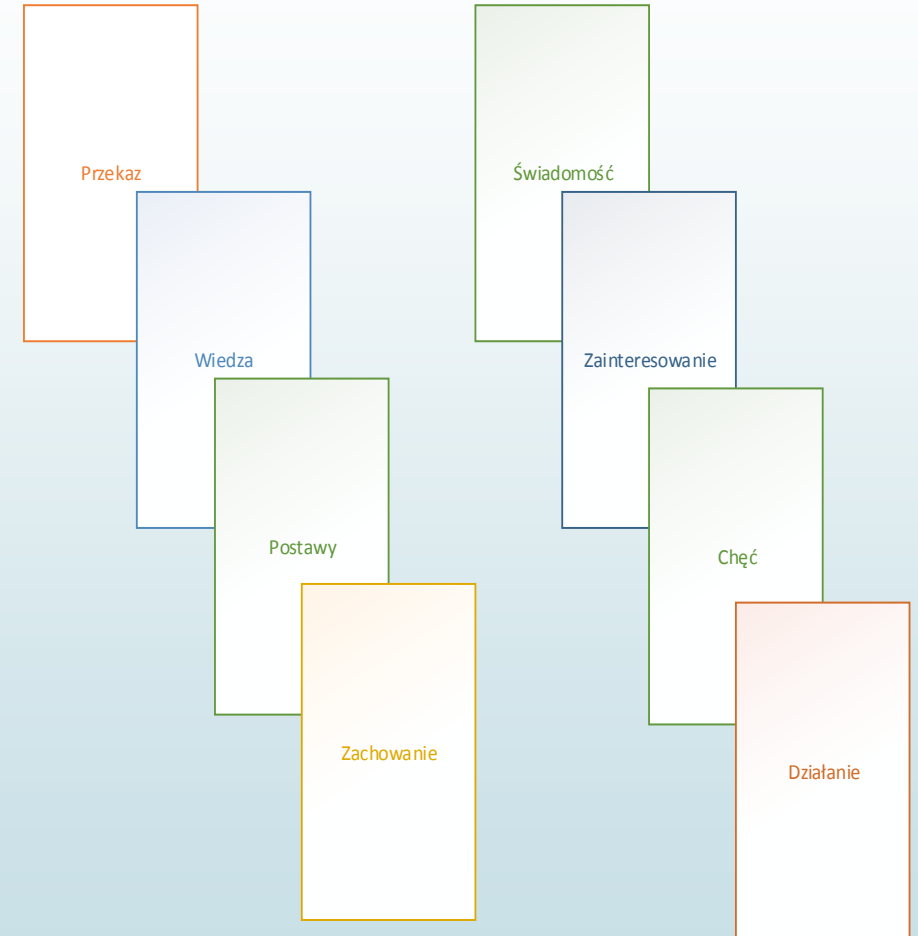 Przekaz
Wiedza
Postawy
Zachowanie
Świadomość
Zainteresowanie
Chęć
Działanie